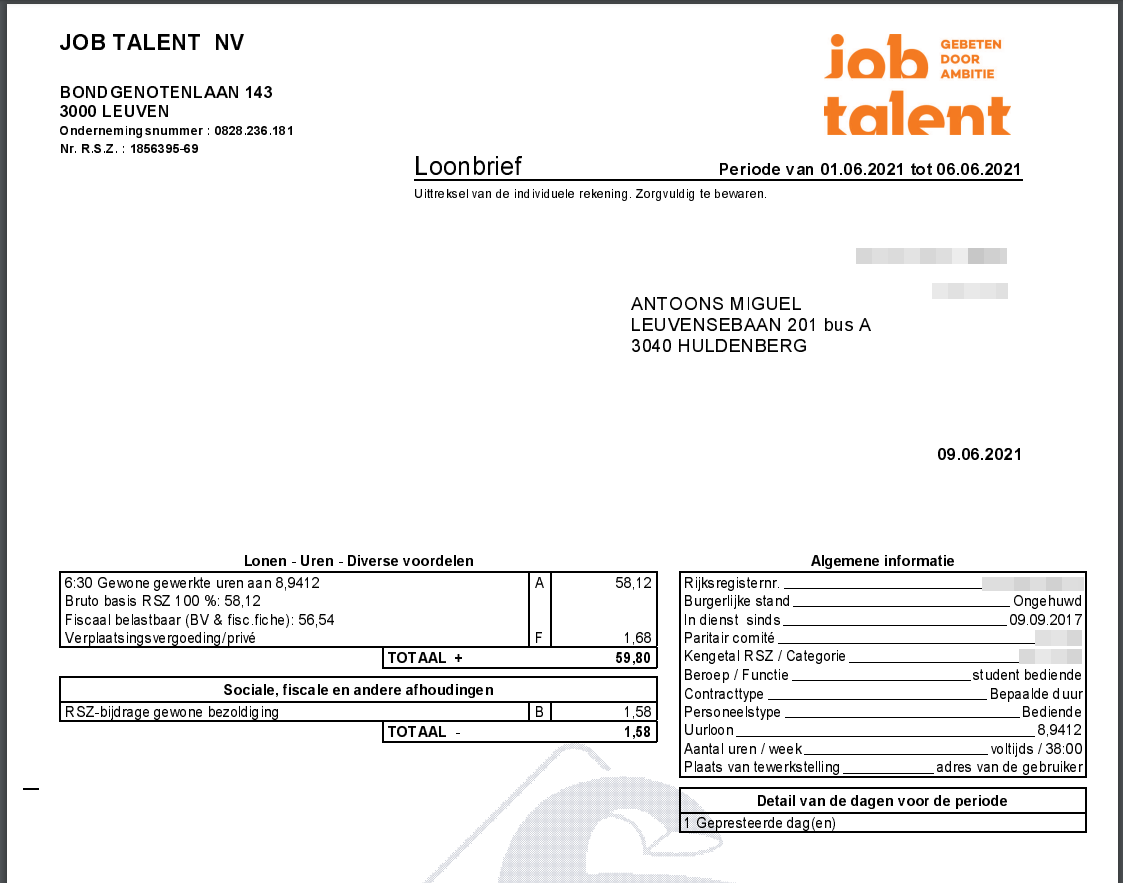 JOB TALENT NV
job GEBETEN DOOR AMBITIE
talent
BONDGENOTENLAAN 143
3000 LEUVEN
Ondernemingsnummer : 0828.236.181
Nr. R.S.Z. : 1856395-69
Loonbrief Periode van 01.06.2021 tot 06.06.2021
Uittreksel van de individuele rekening. Zorgvuldig te bewaren.
ANTOONS MIGUEL
LEUVENSEBAAN 201 bus A
3040 HULDENBERG
09.06.2021
Lonen - Uren - Diverse voordelen
6:30 Gewone gewerkte uren aan 8,9412 A 58,12
Bruto basis RSZ 100 %: 58,12
Fiscaal belastbaar (BV & fisc.fiche): 56,54
Verplaatsingsvergoeding/privé F 1,68
TOTAAL + 59,80
Sociale, fiscale en andere afhoudingen
RSZ-bijdrage gewone bezoldiging B 1,58
TOTAAL - 1,58
Algemene informatie
Rijksregisternr.
Burgerlijke stand Ongehuwd
In dienst sinds 09.09.2017
Paritair comité
Kengetal RSZ / Categorie
Beroep / Functie student bediende
Contracttype Bepaalde duur
Personeelstype Bediende
Uurloon 8,9412
Aantal uren / week voltijds / 38:00
Plaats van tewerkstelling adres van de gebruiker
Detail van de dagen voor de periode
1 Gepresteerde dag(en)